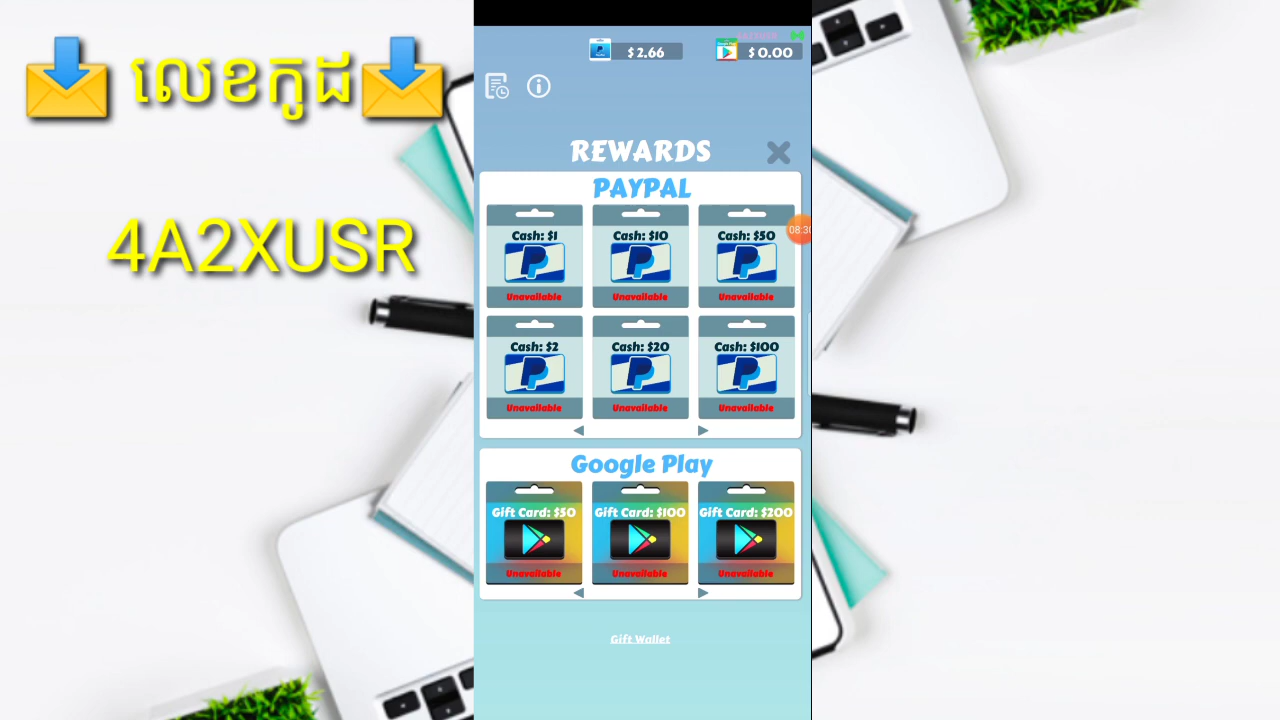 លេខកូដ
4A2XUSR
$ 2.66
$ 0.00
REWARDS
PAYPAL
Cash: $1
Cash: $10
Cash: $50
Unavailable
Unavailable
Unavailable
08:30
Cash: $2
Cash: $20
Cash: $100
Unavailable
Unavailable
Unavailable
Google Play
Gift Card: $50
Gift Card: $100
Gift Card: $200
Unavailable
Unavailable
Unavailable
Gift Wallet